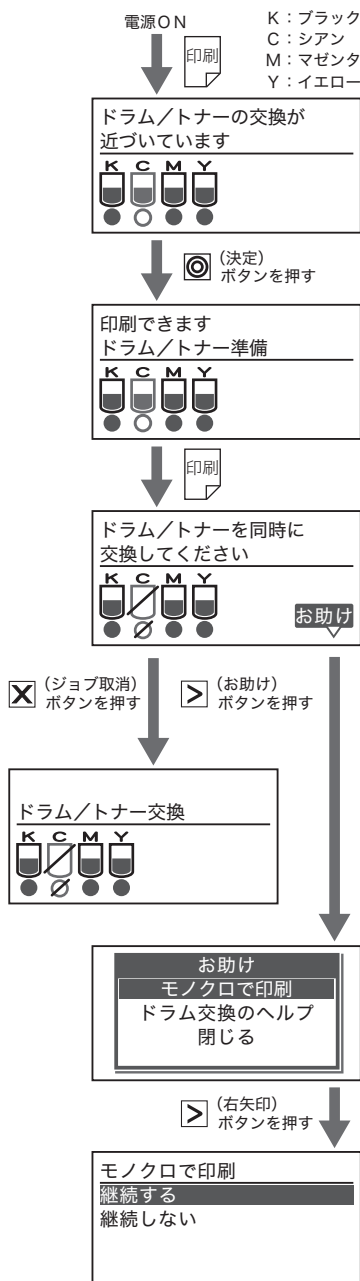 電源ON
印刷
K：ブラック
C：シアン
M：マゼンタ
Y：イエロー
ドラム／トナーの交換が
近づいています
K C M Y
（決定）
ボタンを押す
印刷できます
ドラム／トナー準備
K C M Y
印刷
ドラム／トナーを同時に
交換してください
K C M Y
お助け
X （ジョブ取消）
ボタンを押す
> （お助け）
ボタンを押す
ドラム／トナー交換
K C M Y
お助け
モノクロで印刷
ドラム交換のヘルプ
閉じる
> （右矢印）
ボタンを押す
モノクロで印刷
継続する
継続しない